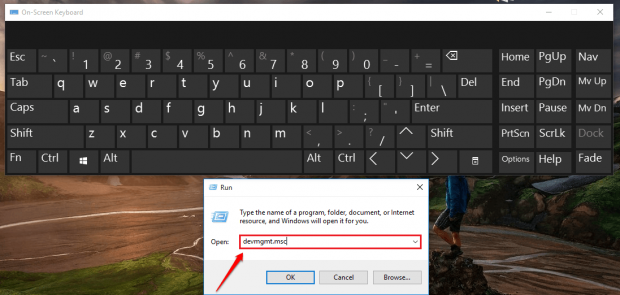 On-Screen Keyboard
Esc ~ ` ! 1 @ 2 # 3 $ 4 % 5 ^ 6 & 7 * 8 ( 9 ) 0 _ - + = Home PgUp Nav
Tab q w e r t y u i o p { [ } ] | \ Del End PgDn Mv Up
Caps a s d f g h j k l : ; " ' Enter Insert Pause Mv Dn
Shift z x c v b n m < , > . ? / Shift PrtScn ScrLk Dock
Fn Ctrl Alt Alt Ctrl Options Help Fade
Run
Type the name of a program, folder, document, or Internet
resource, and Windows will open it for you.
Open: devmgmt.msc
OK Cancel Browse...